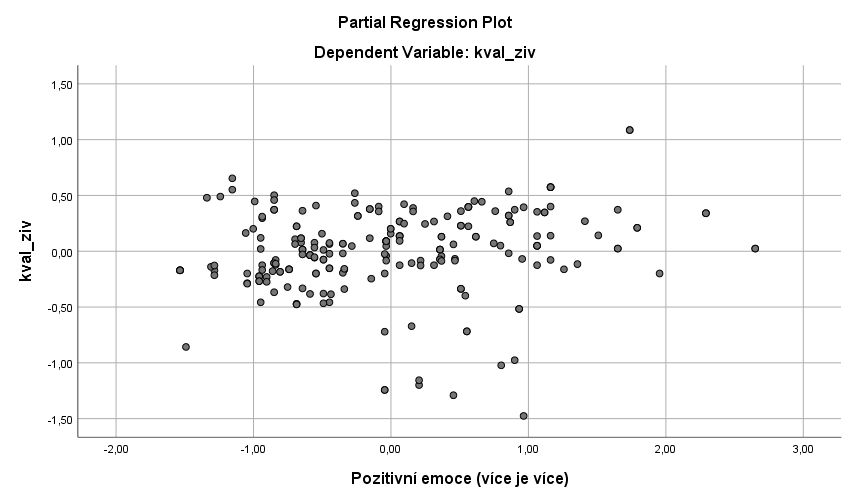 Partial Regression Plot
Dependent Variable: kval_ziv
1,50
1,00
0,50
0,00
-0,50
-1,00
-1,50
kval_ziv
-2,00 -1,00 0,00 1,00 2,00 3,00
Pozitivní emoce (více je více)